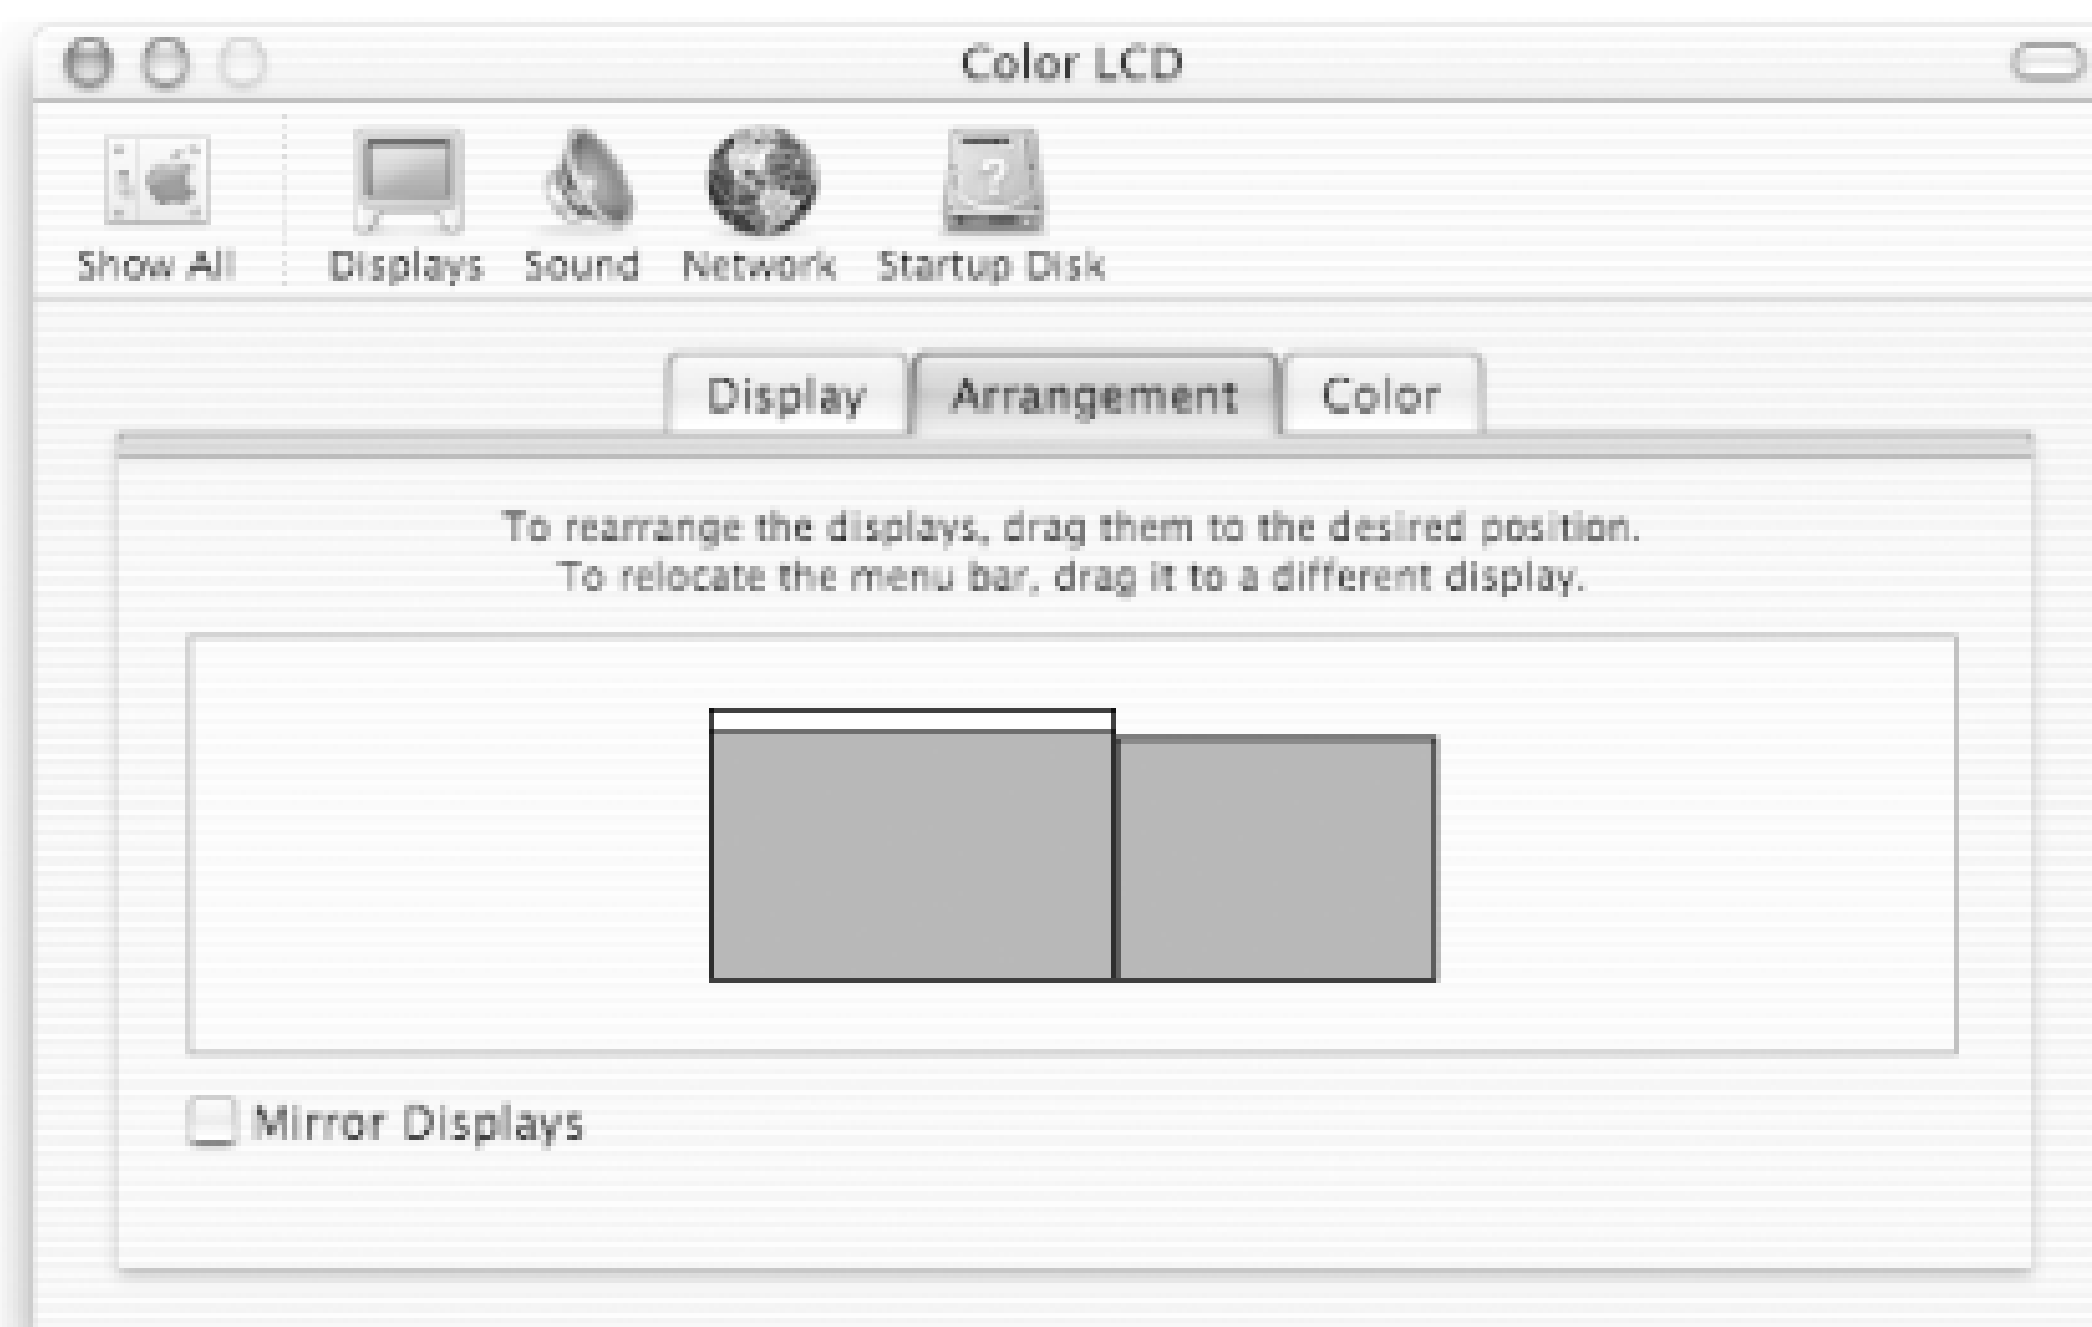 Color LCD
Show All Displays Sound Network Startup Disk
Display Arrangement Color
To rearrange the displays, drag them to the desired position.
To relocate the menu bar, drag it to a different display.
Mirror Displays